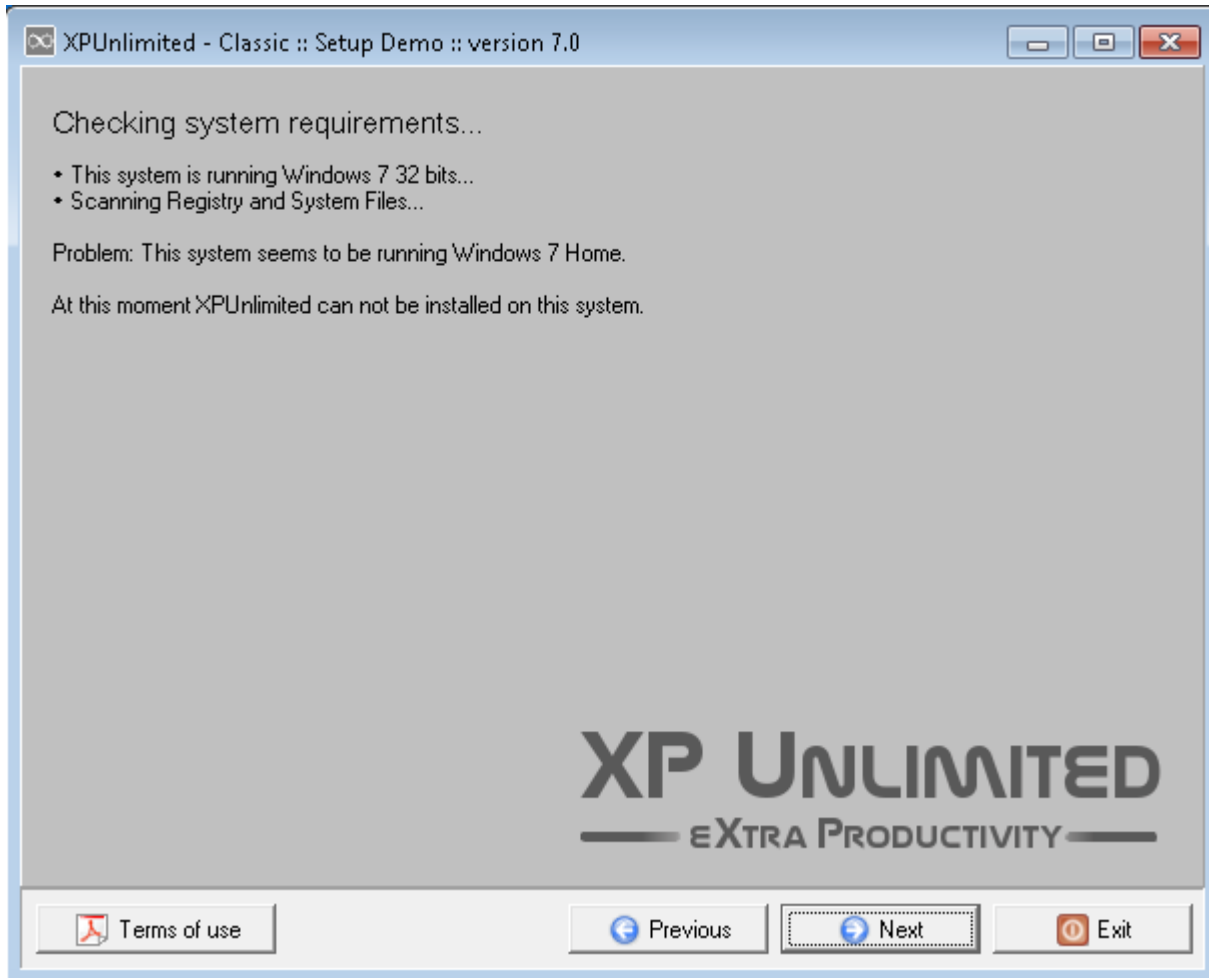 XPUnlimited - Classic :: Setup Demo :: version 7.0
Checking system requirements...
• This system is running Windows 7 32 bits...
• Scanning Registry and System Files...
Problem: This system seems to be running Windows 7 Home.
At this moment XPUnlimited can not be installed on this system.
XP UNLIMITED
EXTRA PRODUCTIVITY
Terms of use
Previous
Next
Exit